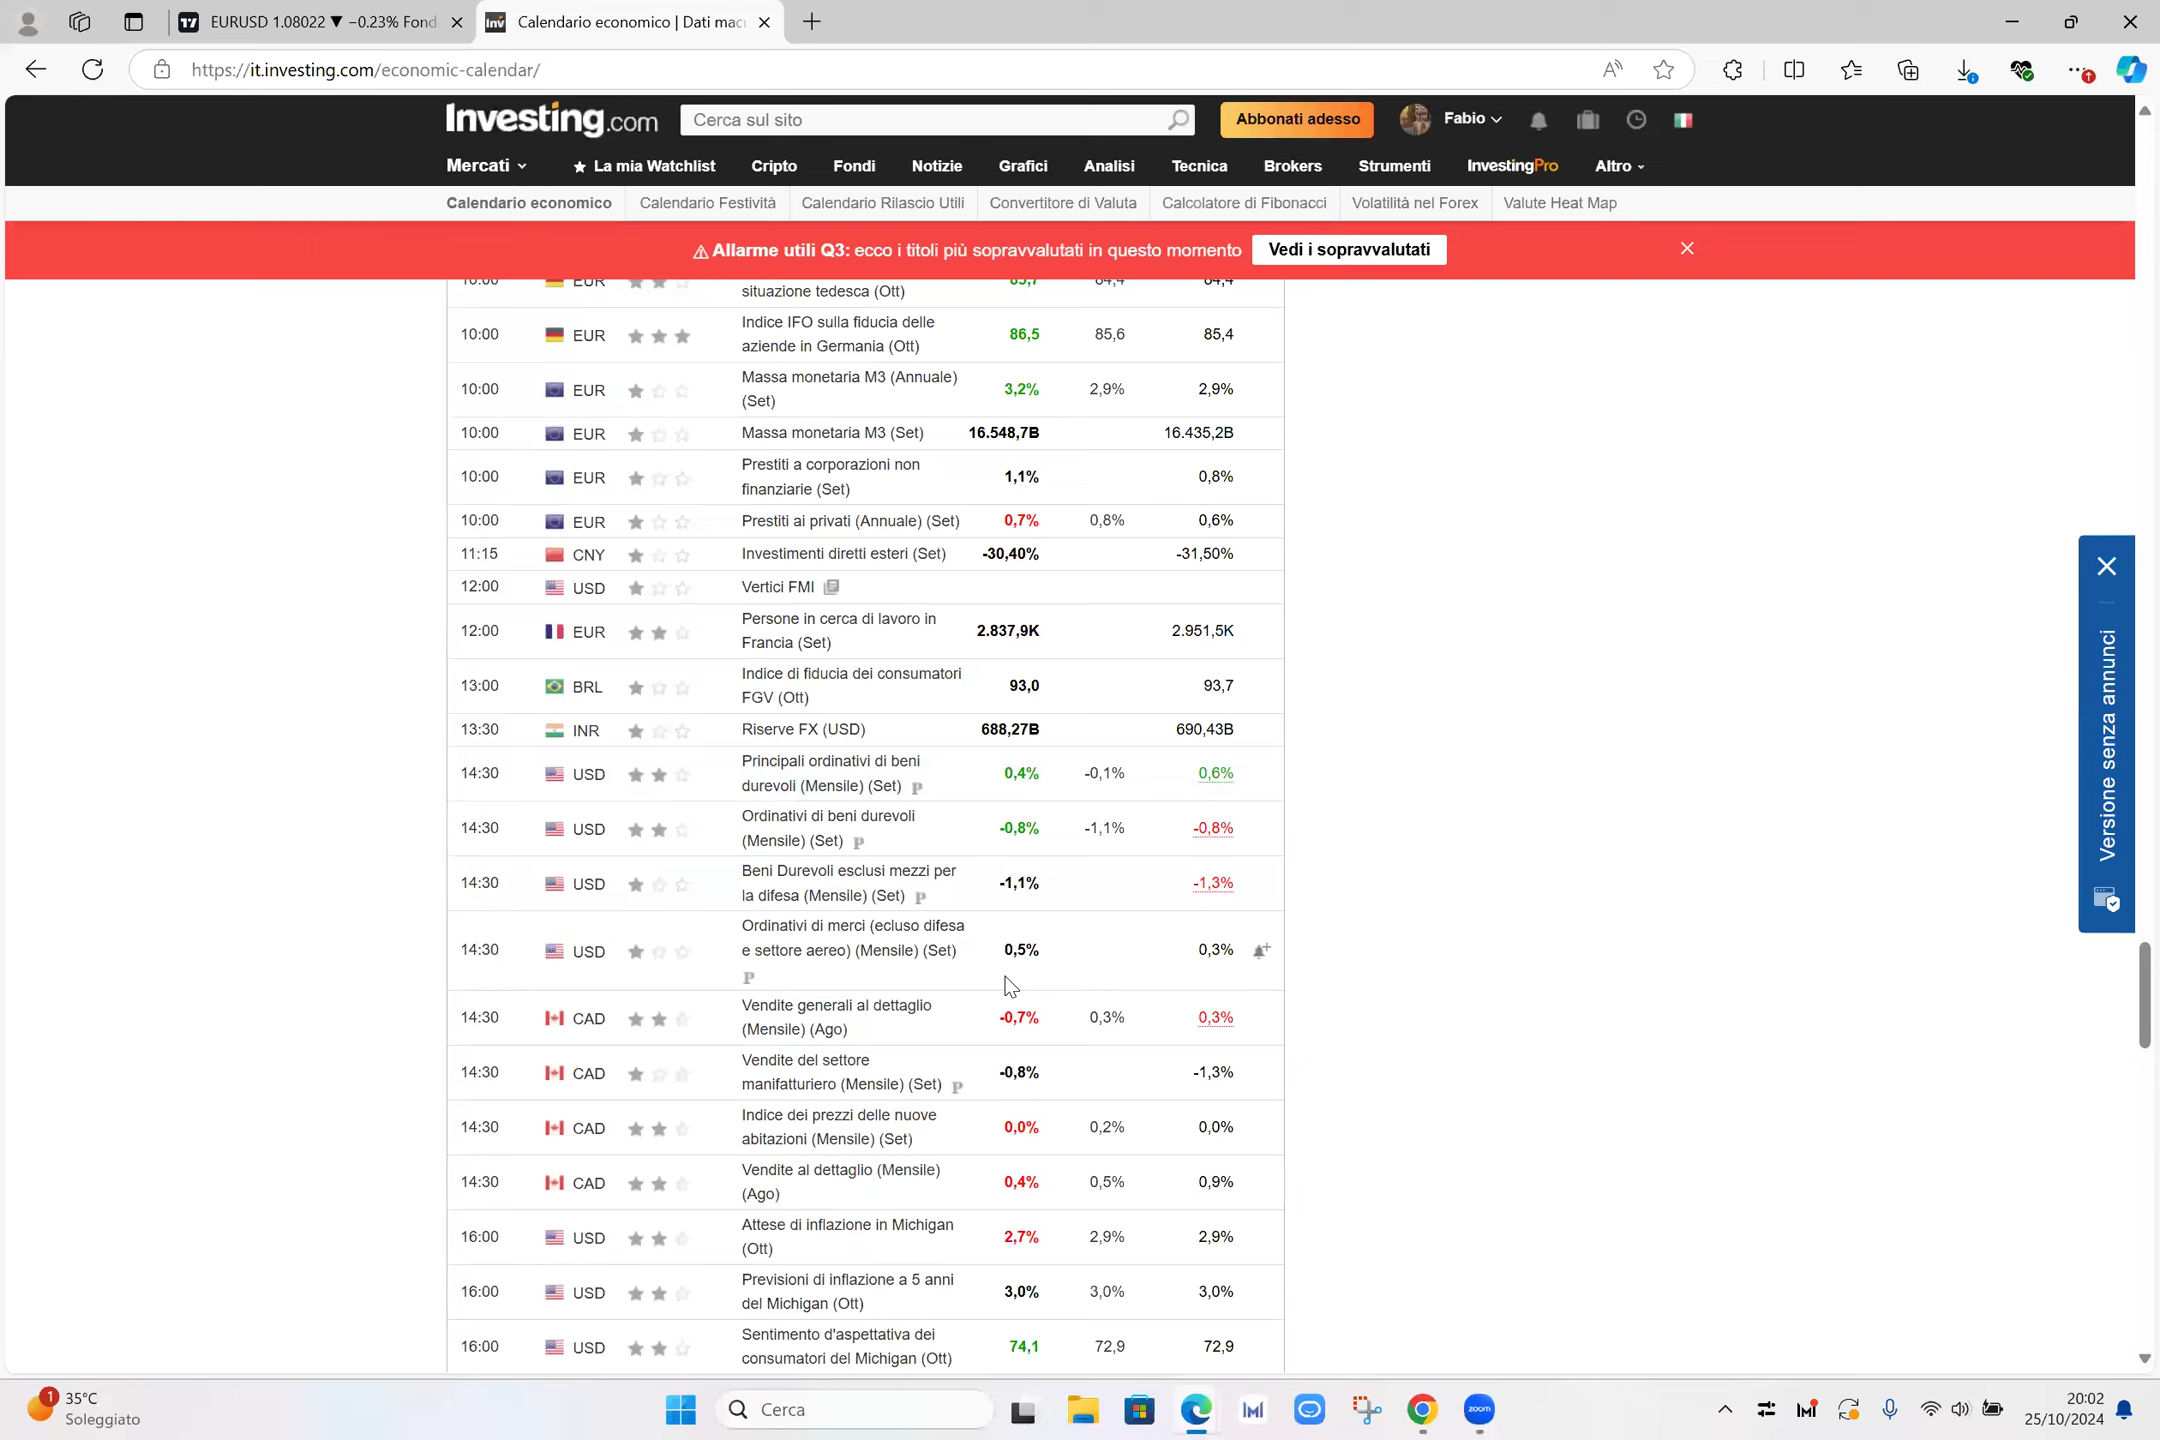 EURUSD 1.08022 ▼ −0.23% Fond
Calendario economico | Dati mac
https://it.investing.com/economic-calendar/
Investing.com
Cerca sul sito
Abbonati adesso
Fabio
Mercati
La mia Watchlist
Cripto
Fondi
Notizie
Grafici
Analisi
Tecnica
Brokers
Strumenti
InvestingPro
Altro
Calendario economico
Calendario Festività
Calendario Rilascio Utili
Convertitore di Valuta
Calcolatore di Fibonacci
Volatilità nel Forex
Valute Heat Map
Allarme utili Q3: ecco i titoli più sopravvalutati in questo momento
Vedi i sopravvalutati
10:00 EUR situazione tedesca (Ott) 85,7 84,4 84,4
10:00 EUR Indice IFO sulla fiducia delle 86,5 85,6 85,4
aziende in Germania (Ott)
10:00 EUR Massa monetaria M3 (Annuale) 3,2% 2,9% 2,9%
(Set)
10:00 EUR Massa monetaria M3 (Set) 16.548,7B 16.435,2B
10:00 EUR Prestiti a corporazioni non 1,1% 0,8%
finanziarie (Set)
10:00 EUR Prestiti ai privati (Annuale) (Set) 0,7% 0,8% 0,6%
11:15 CNY Investimenti diretti esteri (Set) -30,40% -31,50%
12:00 USD Vertici FMI
12:00 EUR Persone in cerca di lavoro in 2.837,9K 2.951,5K
Francia (Set)
13:00 BRL Indice di fiducia dei consumatori 93,0 93,7
FGV (Ott)
13:30 INR Riserve FX (USD) 688,27B 690,43B
14:30 USD Principali ordinativi di beni 0,4% -0,1% 0,6%
durevoli (Mensile) (Set) P
14:30 USD Ordinativi di beni durevoli -0,8% -1,1% -0,8%
(Mensile) (Set) P
14:30 USD Beni Durevoli esclusi mezzi per -1,1% -1,3%
la difesa (Mensile) (Set) P
14:30 USD Ordinativi di merci (ecluso difesa 0,5% 0,3%
e settore aereo) (Mensile) (Set)
P
14:30 CAD Vendite generali al dettaglio -0,7% 0,3% 0,3%
(Mensile) (Ago)
14:30 CAD Vendite del settore -0,8% -1,3%
manifatturiero (Mensile) (Set) P
14:30 CAD Indice dei prezzi delle nuove 0,0% 0,2% 0,0%
abitazioni (Mensile) (Set)
14:30 CAD Vendite al dettaglio (Mensile) 0,4% 0,5% 0,9%
(Ago)
16:00 USD Attese di inflazione in Michigan 2,7% 2,9% 2,9%
(Ott)
16:00 USD Previsioni di inflazione a 5 anni 3,0% 3,0% 3,0%
del Michigan (Ott)
16:00 USD Sentimento d'aspettativa dei 74,1 72,9 72,9
consumatori del Michigan (Ott)
Versione senza annunci
1
35°C
Soleggiato
Cerca
zoom
20:02
25/10/2024